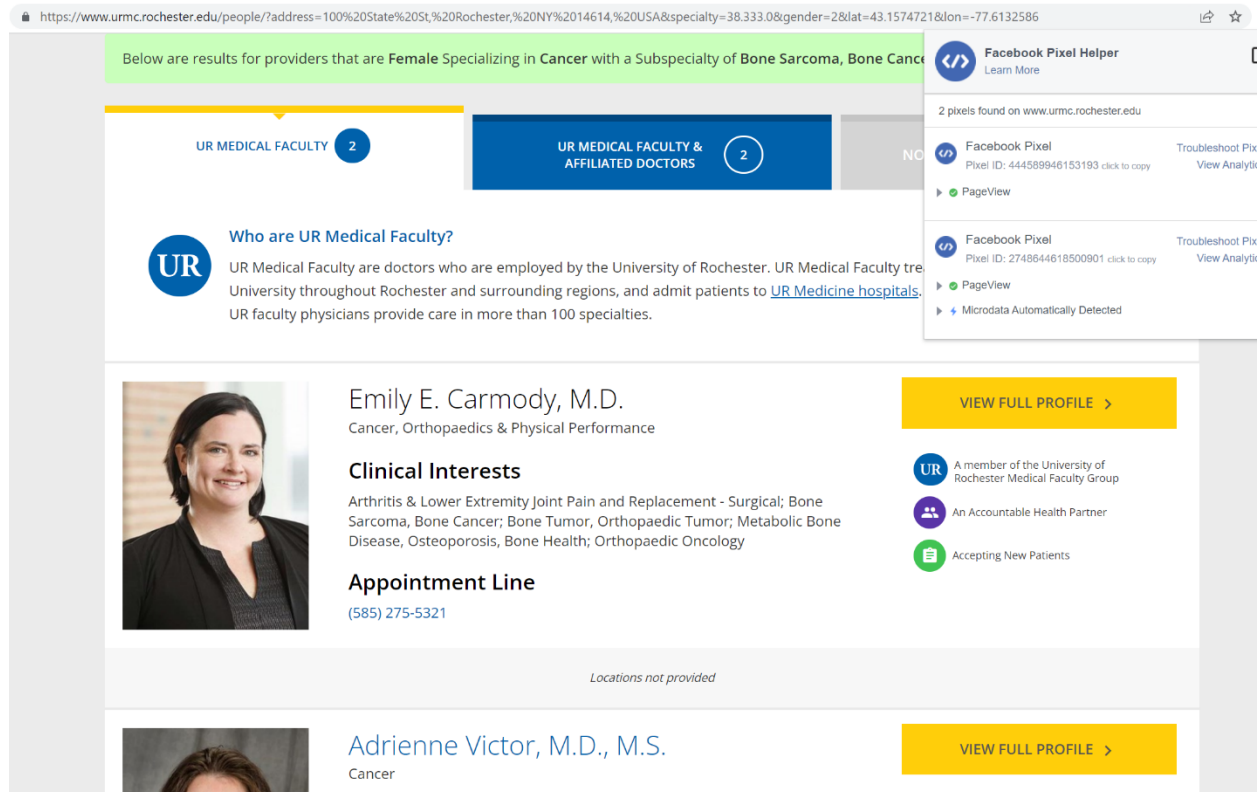 https://www.urmc.rochester.edu/people/?address=100%20State%20St,%20Rochester,%20NY%2014614,%20USA&specialty=38.333.0&gender=2&lat=43.1574721&lon=-77.6132586
Below are results for providers that are Female Specializing in Cancer with a Subspecialty of Bone Sarcoma, Bone Cance
Facebook Pixel Helper
Learn More
2 pixels found on www.urmc.rochester.edu
Facebook Pixel
Troubleshoot Pix
Pixel ID: 444589946153193 click to copy
View Analytic
PageView
Facebook Pixel
Troubleshoot Pix
Pixel ID: 2748644618500901 click to copy
View Analytic
PageView
Microdata Automatically Detected
UR MEDICAL FACULTY 2
UR MEDICAL FACULTY &
AFFILIATED DOCTORS
2
NO
UR
Who are UR Medical Faculty?
UR Medical Faculty are doctors who are employed by the University of Rochester. UR Medical Faculty trea
University throughout Rochester and surrounding regions, and admit patients to UR Medicine hospitals.
UR faculty physicians provide care in more than 100 specialties.
Emily E. Carmody, M.D.
Cancer, Orthopaedics & Physical Performance
Clinical Interests
Arthritis & Lower Extremity Joint Pain and Replacement - Surgical; Bone
Sarcoma, Bone Cancer; Bone Tumor, Orthopaedic Tumor; Metabolic Bone
Disease, Osteoporosis, Bone Health; Orthopaedic Oncology
Appointment Line
(585) 275-5321
VIEW FULL PROFILE >
UR
A member of the University of
Rochester Medical Faculty Group
An Accountable Health Partner
Accepting New Patients
Locations not provided
Adrienne Victor, M.D., M.S.
Cancer
VIEW FULL PROFILE >